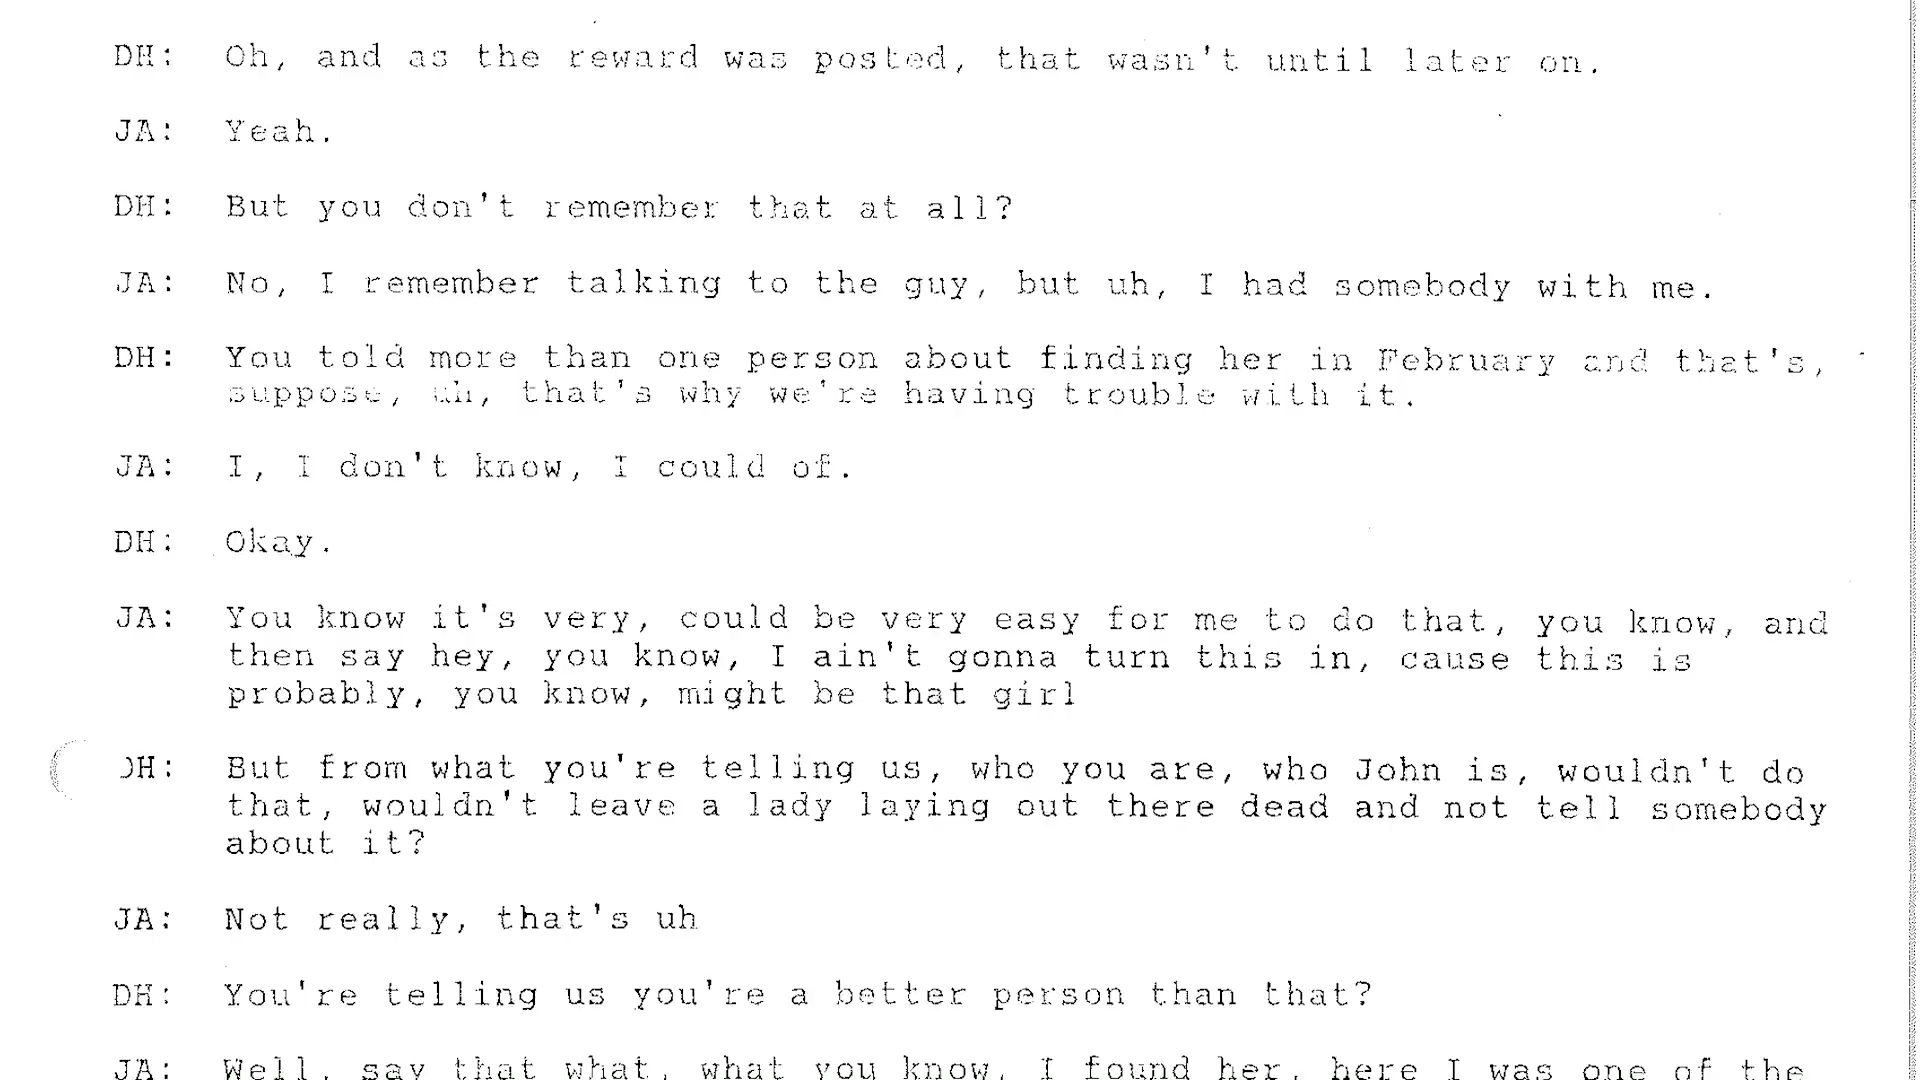 DH: Oh, and as the reward was posted, that wasn't until later on.
JA: Yeah.
DH: But you don't remember that at all?
JA: No, I remember talking to the guy, but uh, I had somebody with me.
DH: You told more than one person about finding her in February and that's,
suppose, uh, that's why we're having trouble with it.
JA: I, I don't know, I could of.
DH: Okay.
JA: You know it's very, could be very easy for me to do that, you know, and
then say hey, you know, I ain't gonna turn this in, cause this is
probably, you know, might be that girl
DH: But from what you're telling us, who you are, who John is, wouldn't do
that, wouldn't leave a lady laying out there dead and not tell somebody
about it?
JA: Not really, that's uh
DH: You're telling us you're a better person than that?
JA: Well, say that what, what you know, I found her, here I was one of the